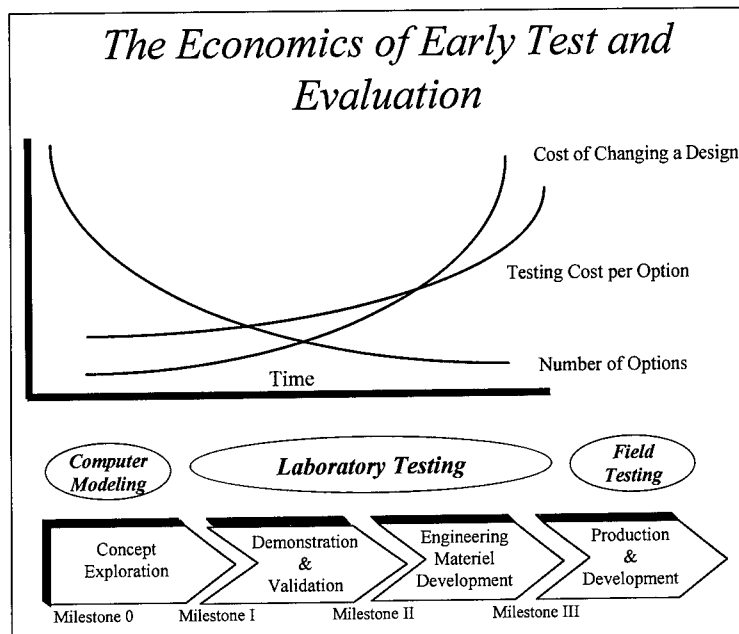 The Economics of Early Test and
Evaluation
Cost of Changing a Design
Testing Cost per Option
Number of Options
Time
Computer
Modeling
Laboratory Testing
Field
Testing
Concept
Exploration
Demonstration
&
Validation
Engineering
Materiel
Development
Production
&
Development
Milestone 0
Milestone I
Milestone II
Milestone III